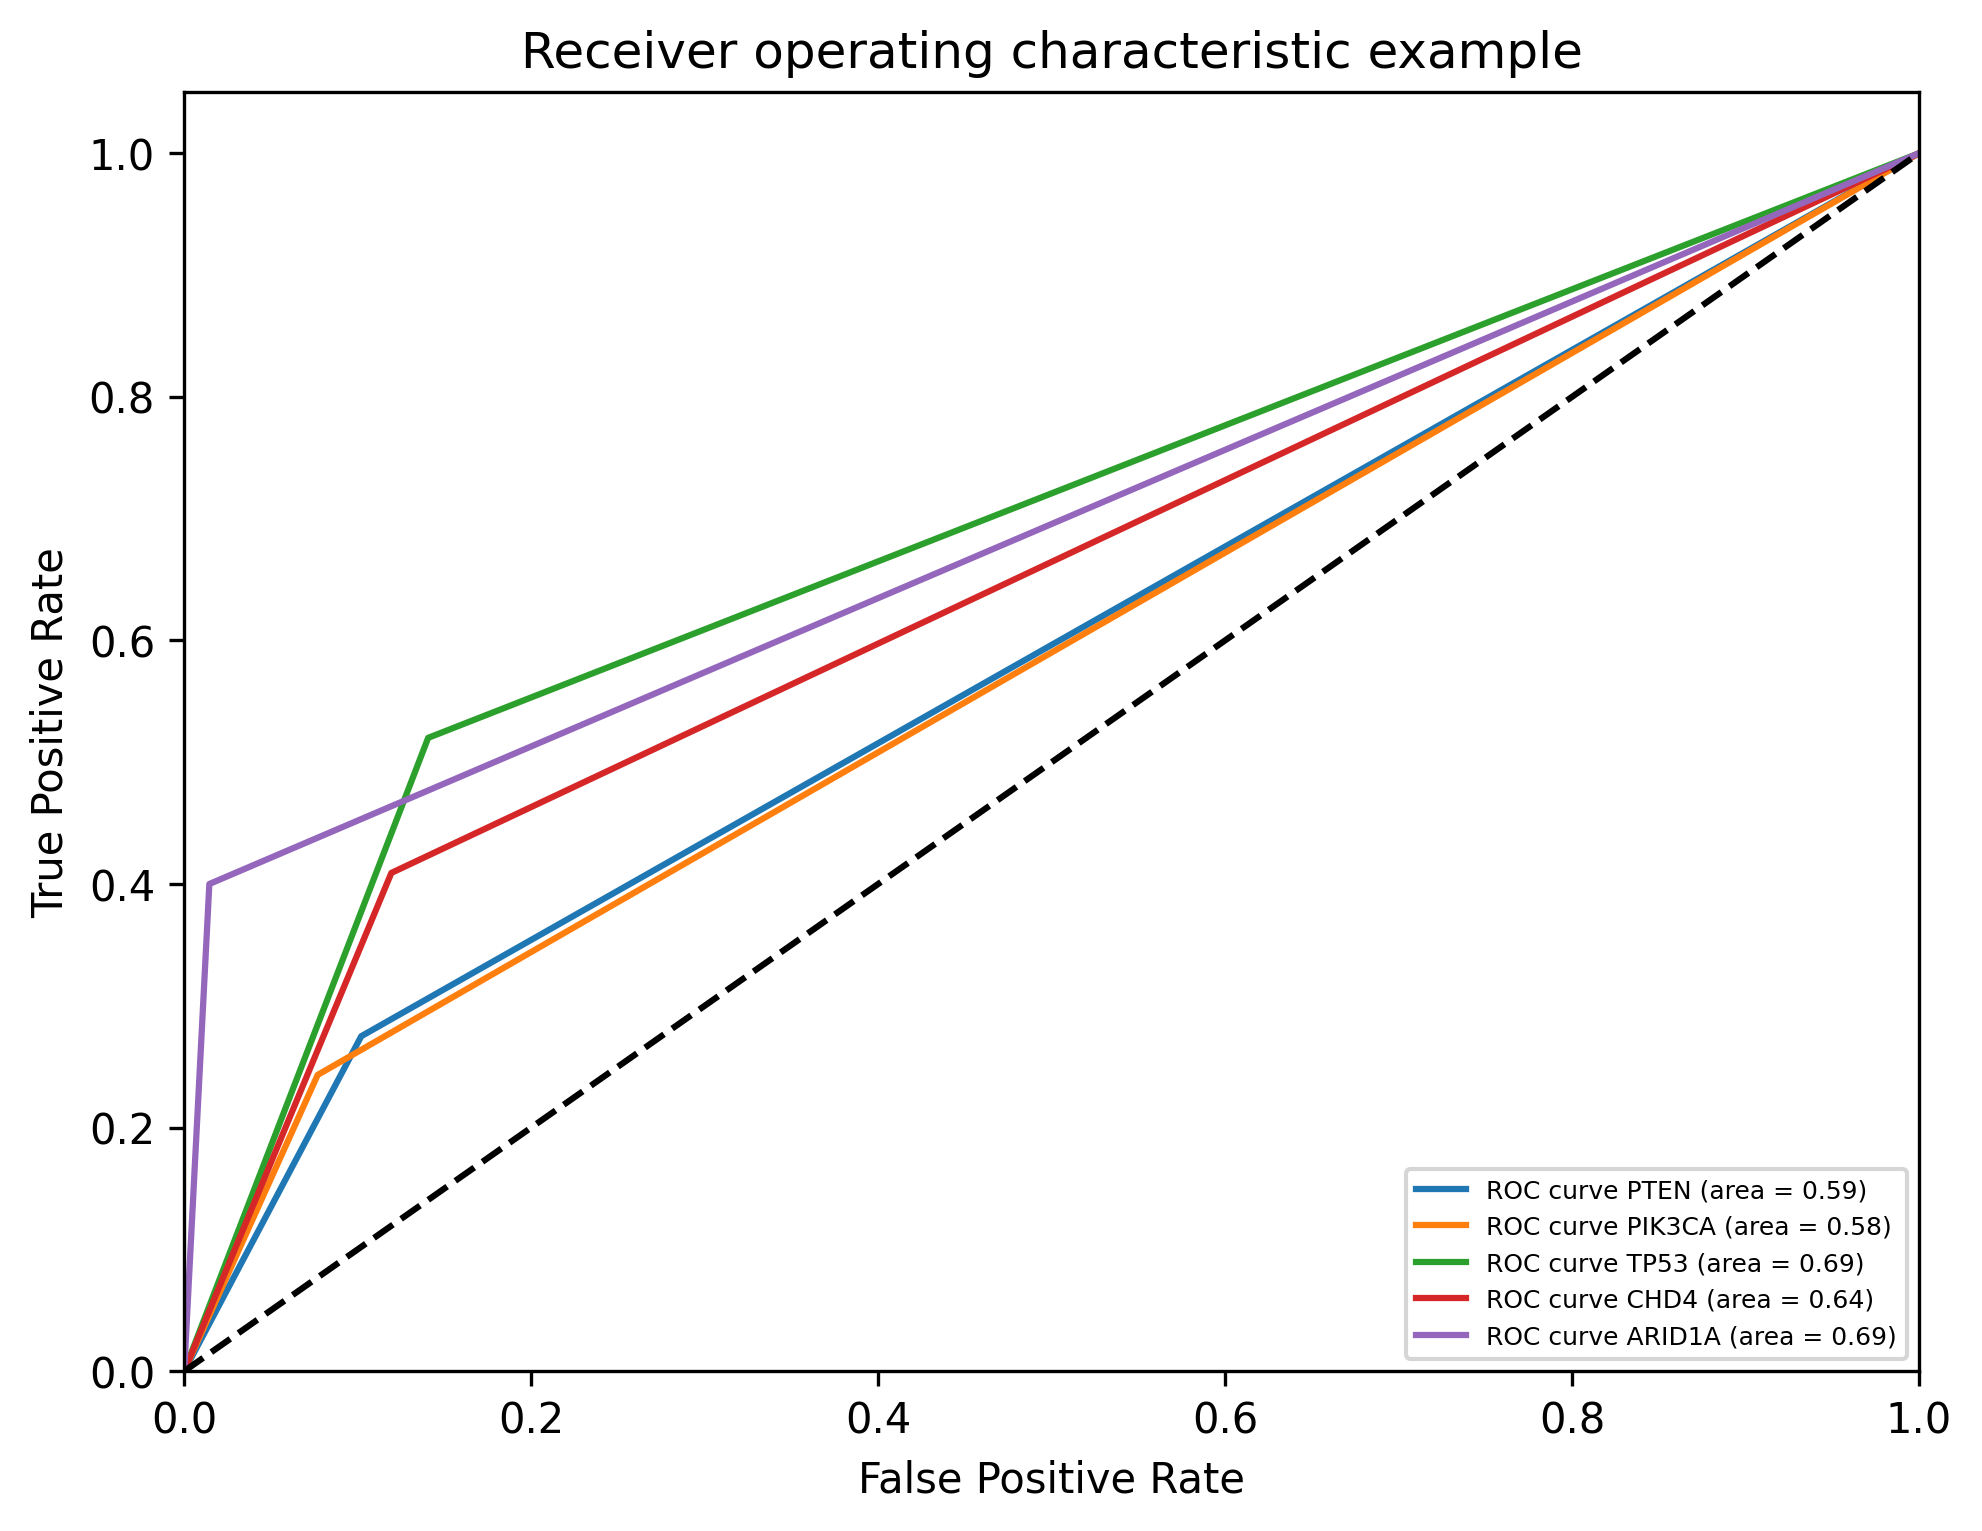 Receiver operating characteristic example
True Positive Rate
1.0
0.8
0.6
0.4
0.2
0.0
ROC curve PTEN (area = 0.59)
ROC curve PIK3CA (area = 0.58)
ROC curve TP53 (area = 0.69)
ROC curve CHD4 (area = 0.64)
ROC curve ARID1A (area = 0.69)
0.0 0.2 0.4 0.6 0.8 1.0
False Positive Rate